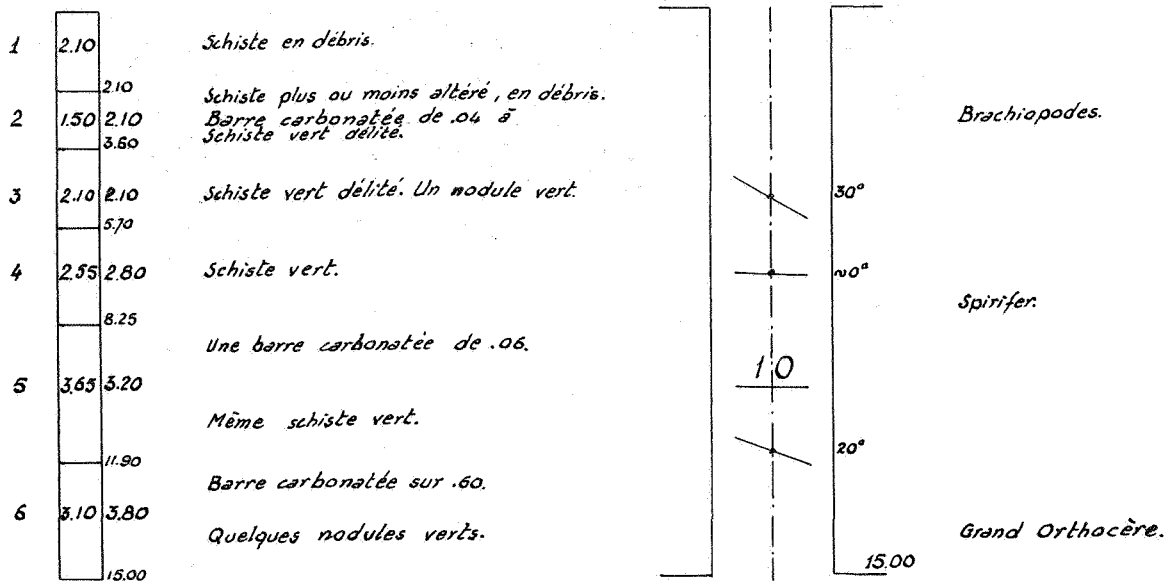 1 2.10 Schiste en débris.
2.10
Schiste plus ou moins altéré, en débris.
2 1.50 2.10 Barre carbonatée de .04 à
3.60 Schiste vert délité.
Brachiopodes.
3 2.10 2.10 Schiste vert délité. Un nodule vert.
30°
5.70
4 2.55 2.80 Schiste vert.
~0°
Spirifer.
8.25
Une barre carbonatée de .06.
5 3.65 3.20
10
Même schiste vert.
20°
11.90
Barre carbonatée sur .60.
6 3.10 3.80
Quelques nodules verts.
Grand Orthocère.
15.00
15.00